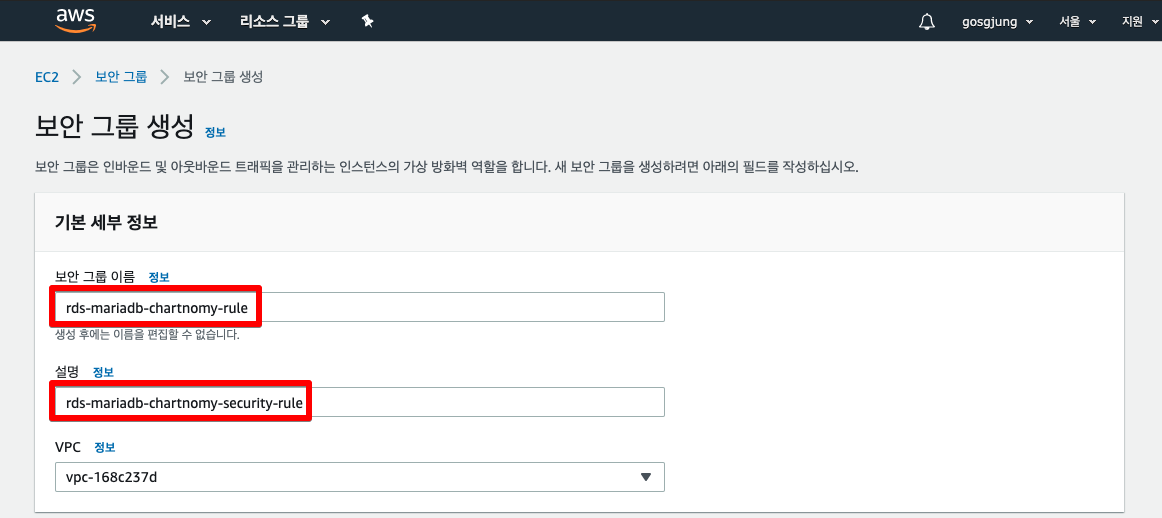 aws 서비스 리소스 그룹 gosgjung 서울 지원
EC2 > 보안 그룹 > 보안 그룹 생성
보안 그룹 생성 정보
보안 그룹은 인바운드 및 아웃바운드 트래픽을 관리하는 인스턴스의 가상 방화벽 역할을 합니다. 새 보안 그룹을 생성하려면 아래의 필드를 작성하십시오.
기본 세부 정보
보안 그룹 이름 정보
rds-mariadb-chartnomy-rule
생성 후에는 이름을 편집할 수 없습니다.
설명 정보
rds-mariadb-chartnomy-security-rule
VPC 정보
vpc-168c237d